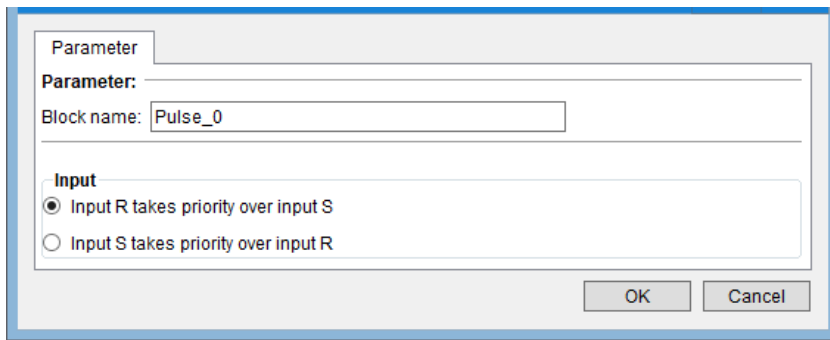 Parameter
Parameter:
Block name: Pulse_0
Input
Input R takes priority over input S
Input S takes priority over input R
OK Cancel